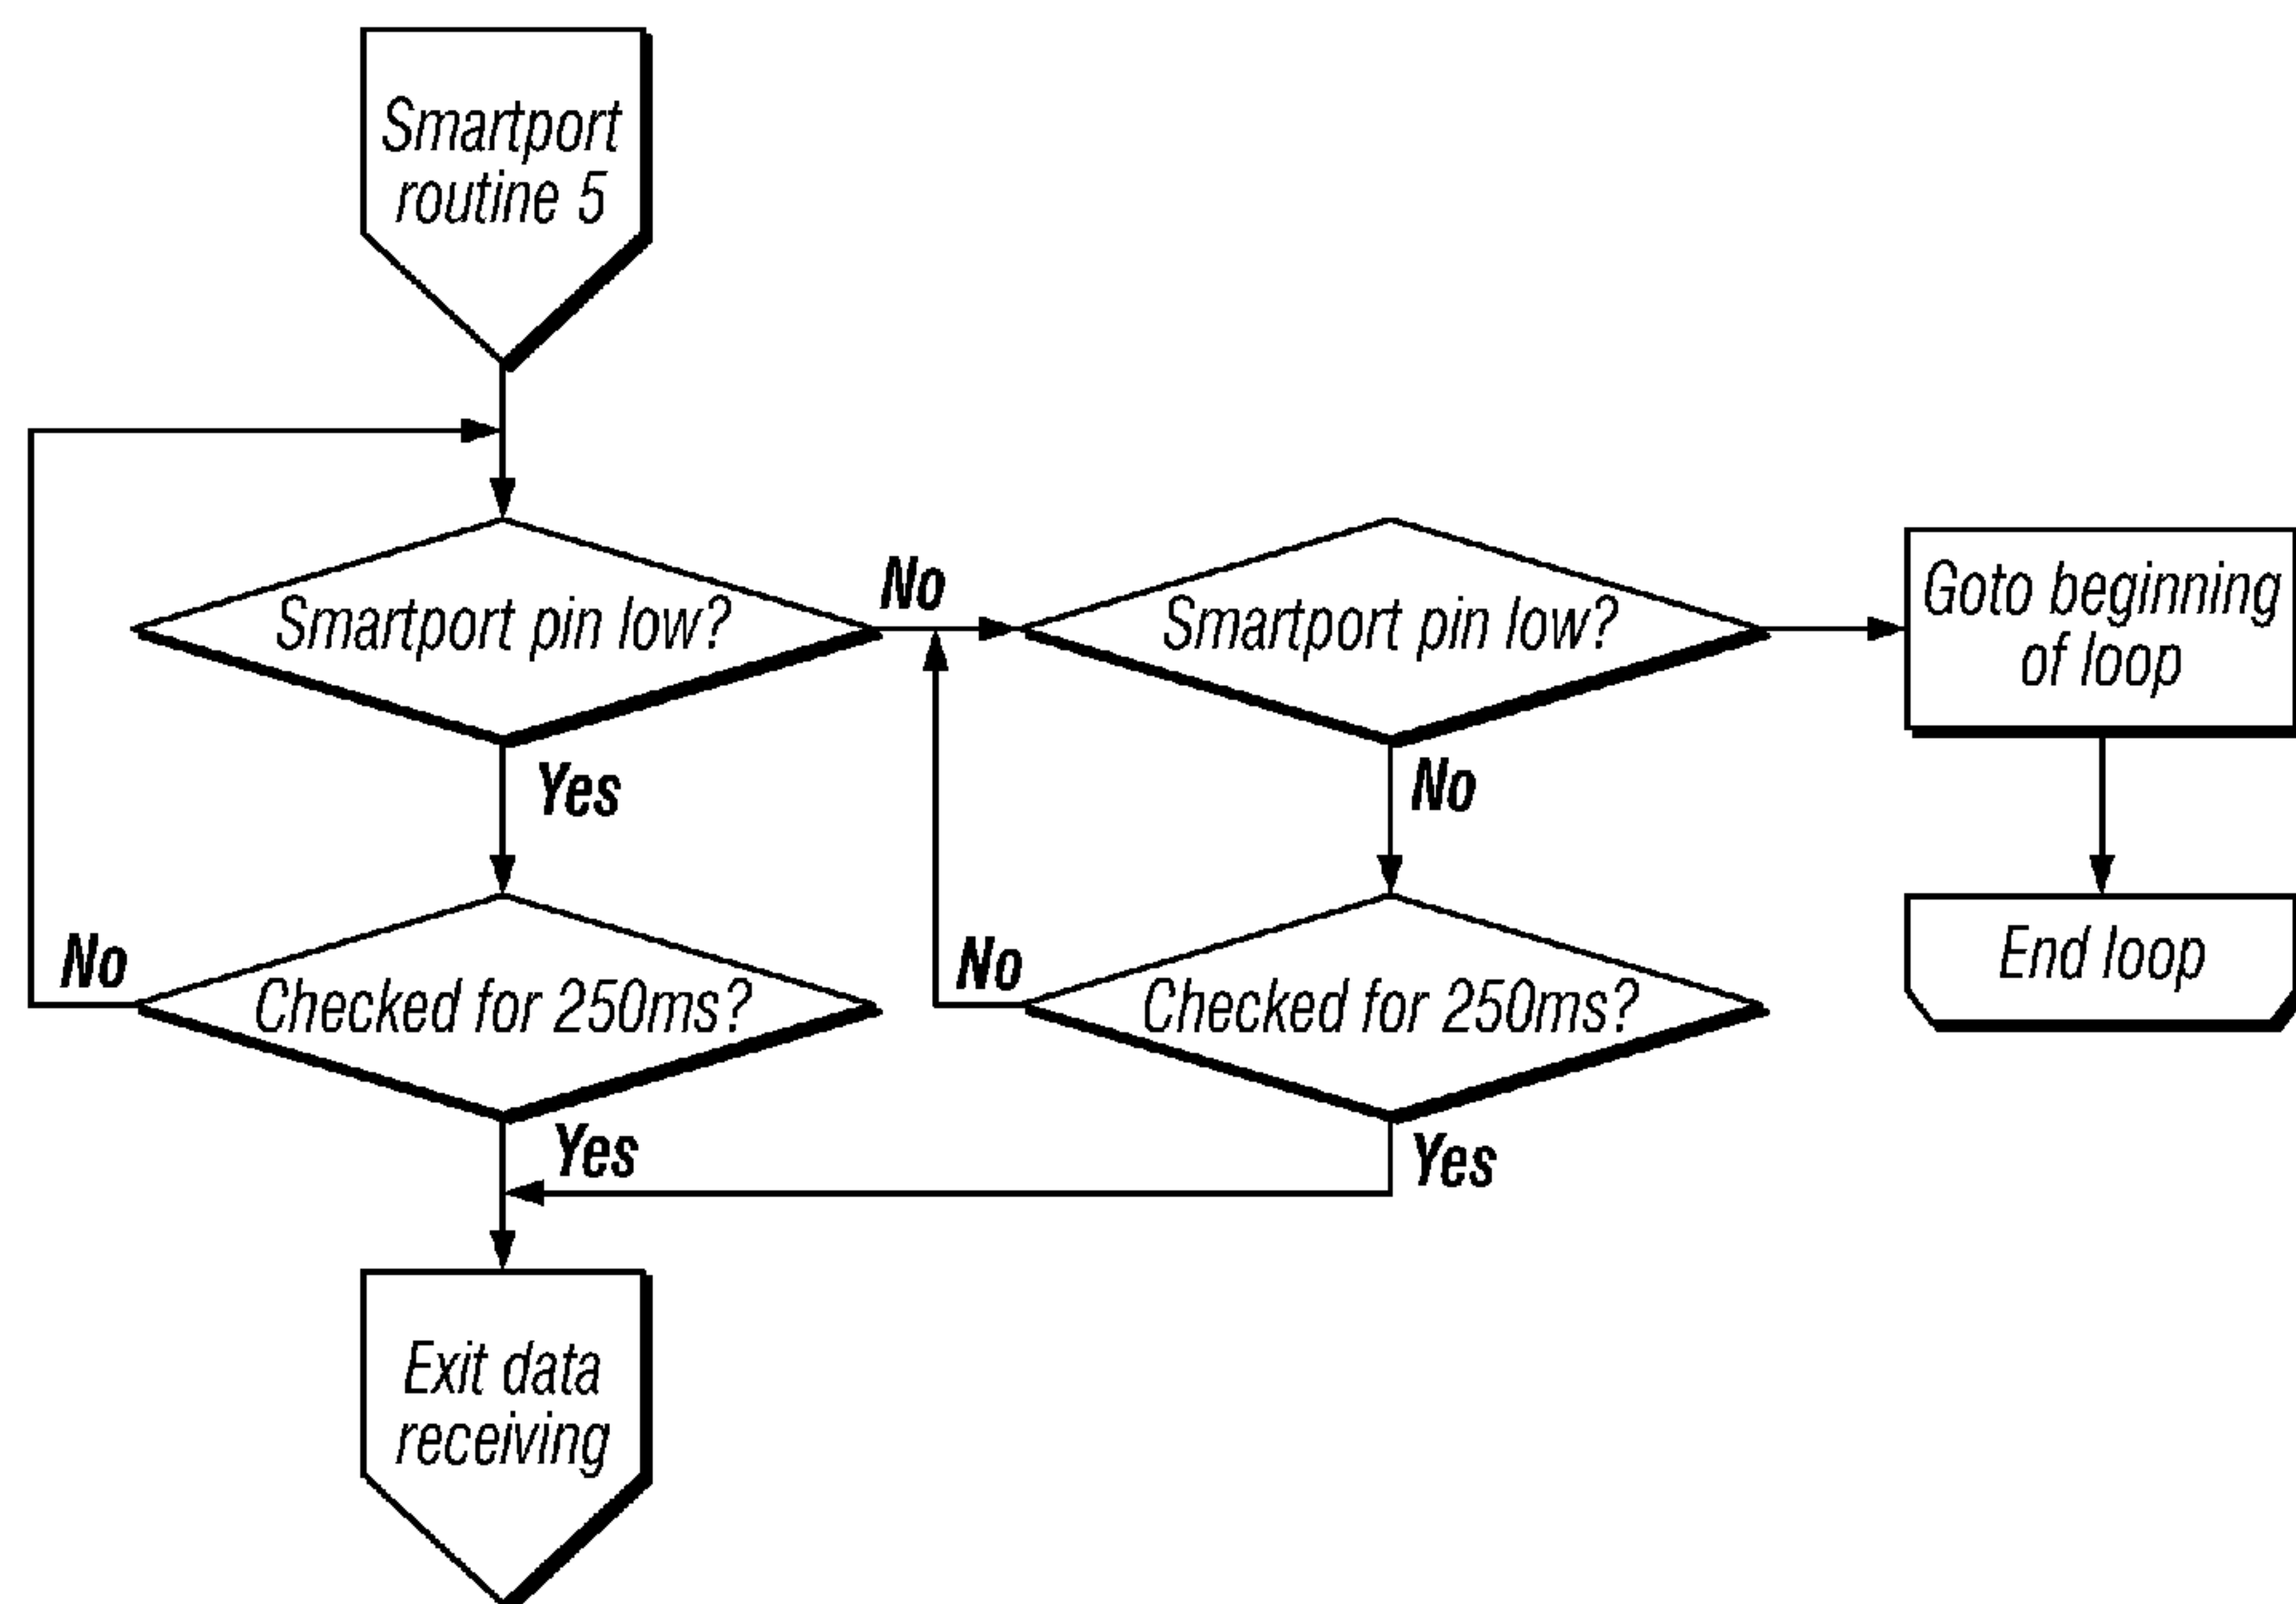 Smartport
routine 5
Smartport pin low?
No
Smartport pin low?
Goto beginning
of loop
Yes
No
No
Checked for 250ms?
No
Checked for 250ms?
End loop
Yes
Yes
Exit data
receiving